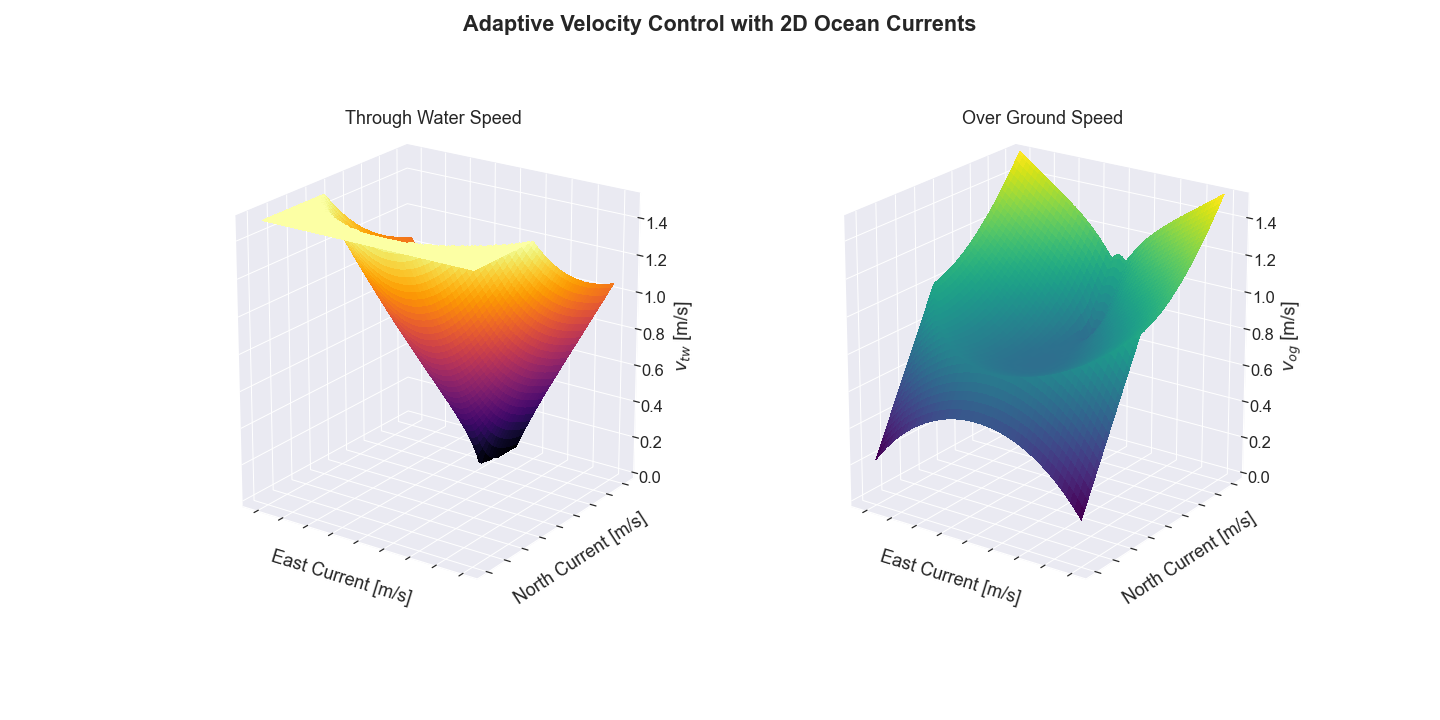 Adaptive Velocity Control with 2D Ocean Currents
Through Water Speed
1.4
1.2
1.0
0.8
0.6
0.4
0.2
0.0
v_tw [m/s]
East Current [m/s]
North Current [m/s]
Over Ground Speed
1.4
1.2
1.0
0.8
0.6
0.4
0.2
0.0
v_og [m/s]
East Current [m/s]
North Current [m/s]